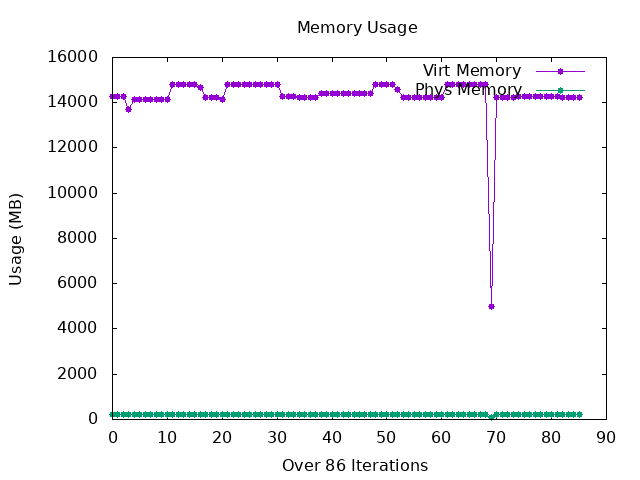 Memory Usage
16000
14000
12000
10000
8000
6000
4000
2000
0
Usage (MB)
Virt Memory
Phys Memory
0 10 20 30 40 50 60 70 80 90
Over 86 Iterations